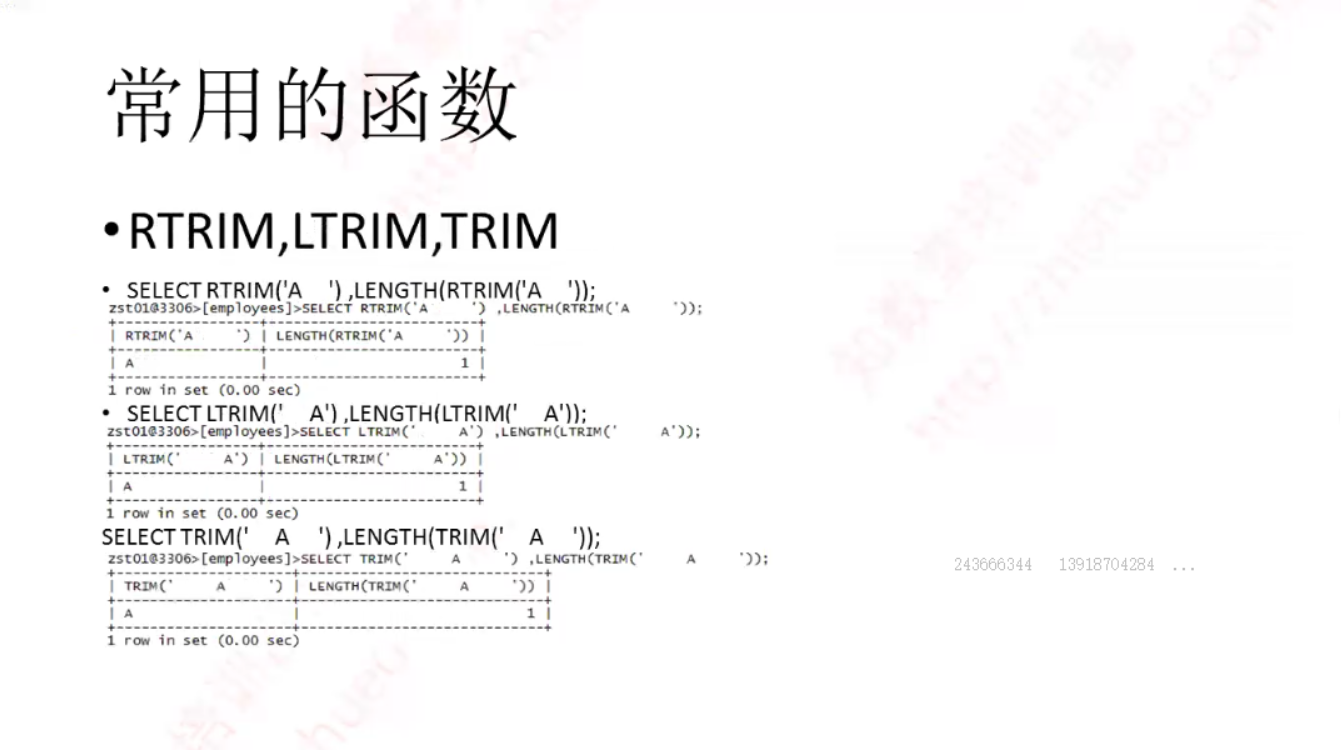 常用的函数
•RTRIM,LTRIM,TRIM
• SELECT RTRIM('A   ') ,LENGTH(RTRIM('A   '));
zst01@3306>[employees]>SELECT RTRIM('A     ') ,LENGTH(RTRIM('A     '));
+-----------------+---------------------------+
| RTRIM('A     ') | LENGTH(RTRIM('A     ')) |
+-----------------+---------------------------+
| A               |                         1 |
+-----------------+---------------------------+
1 row in set (0.00 sec)
• SELECT LTRIM('   A') ,LENGTH(LTRIM('   A'));
zst01@3306>[employees]>SELECT LTRIM('     A') ,LENGTH(LTRIM('     A'));
+-----------------+---------------------------+
| LTRIM('     A') | LENGTH(LTRIM('     A')) |
+-----------------+---------------------------+
| A               |                         1 |
+-----------------+---------------------------+
1 row in set (0.00 sec)
SELECT TRIM('   A   ') ,LENGTH(TRIM('   A   '));
zst01@3306>[employees]>SELECT TRIM('     A     ') ,LENGTH(TRIM('     A     '));
243666344   13918704284  ...
+---------------------+-----------------------------+
| TRIM('     A     ') | LENGTH(TRIM('     A     ')) |
+---------------------+-----------------------------+
| A                   |                           1 |
+---------------------+-----------------------------+
1 row in set (0.00 sec)